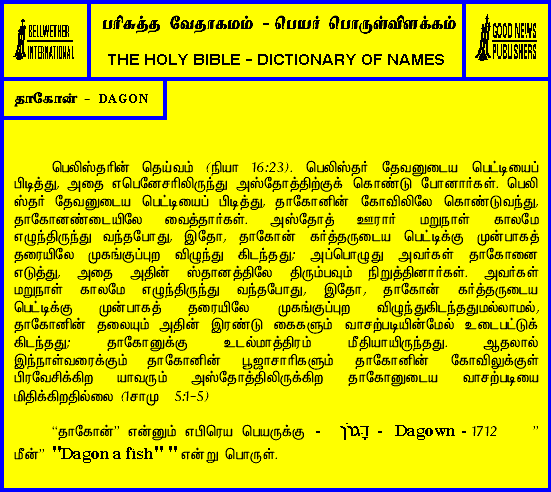 BELLWETHER
INTERNATIONAL
பரிசுத்த வேதாகமம் - பெயர் பொருள்விளக்கம்
THE HOLY BIBLE - DICTIONARY OF NAMES
GOOD NEWS
PUBLISHERS
தாகோன் - DAGON
பெலிஸ்தரின் தெய்வம் (நியா 16:23). பெலிஸ்தர் தேவனுடைய பெட்டியைப்
பிடித்து, அதை எபெனேசரிலிருந்து அஸ்தோத்திற்குக் கொண்டு போனார்கள். பெலி
ஸ்தர் தேவனுடைய பெட்டியைப் பிடித்து, தாகோனின் கோவிலிலே கொண்டுவந்து,
தாகோனண்டையிலே வைத்தார்கள். அஸ்தோத் ஊரார் மறுநாள் காலமே
எழுந்திருந்து வந்தபோது, இதோ, தாகோன் கர்த்தருடைய பெட்டிக்கு முன்பாகத்
தரையிலே முகங்குப்புற விழுந்து கிடந்தது; அப்பொழுது அவர்கள் தாகோனை
எடுத்து, அதை அதின் ஸ்தானத்திலே திரும்பவும் நிறுத்தினார்கள். அவர்கள்
மறுநாள் காலமே எழுந்திருந்து வந்தபோது, இதோ, தாகோன் கர்த்தருடைய
பெட்டிக்கு முன்பாகத் தரையிலே முகங்குப்புற விழுந்துகிடந்ததுமல்லாமல்,
தாகோனின் தலையும் அதின் இரண்டு கைகளும் வாசற்படியின்மேல் உடைபட்டுக்
கிடந்தது; தாகோனுக்கு உடல்மாத்திரம் மீதியாயிருந்தது. ஆதலால்
இந்நாள்வரைக்கும் தாகோனின் பூஜாசாரிகளும் தாகோனின் கோவிலுக்குள்
பிரவேசிக்கிற யாவரும் அஸ்தோத்திலிருக்கிற தாகோனுடைய வாசற்படியை
மிதிக்கிறதில்லை (1சாமு 5:1-5)
“தாகோன்” என்னும் எபிரெய பெயருக்கு - דָּגוֹן - Dagown - 1712 ”
மீன்” "Dagon a fish" " என்று பொருள்.